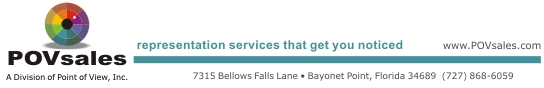 POVsales
A Division of Point of View, Inc.
representation services that get you noticed
www.POVsales.com
7315 Bellows Falls Lane • Bayonet Point, Florida 34689 (727) 868-6059